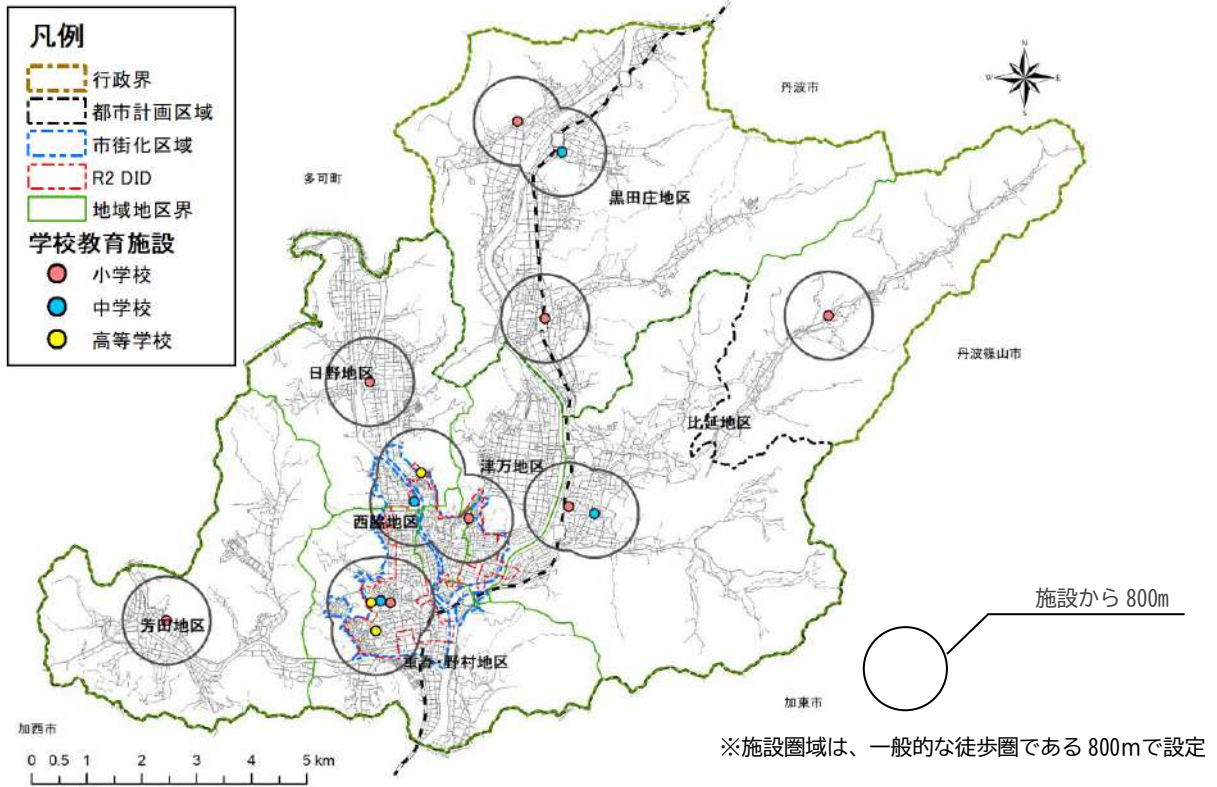 凡例
行政界
都市計画区域
市街化区域
R2 DID
地域地区界
学校教育施設
小学校
中学校
高等学校
N
W
E
S
丹波市
多可町
黒田庄地区
丹波篠山市
日野地区
比延地区
津万地区
西脇地区
芳田地区
重春・野村地区
加西市
加東市
施設から 800m
※施設圏域は、一般的な徒歩圏である 800mで設定
0 0.5 1 2 3 4 5 km